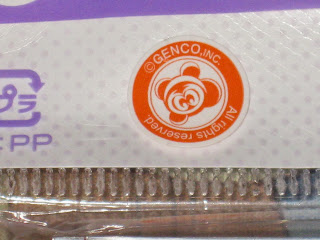 ©GENCO,INC.
All rights reserved.
プラ
:PP